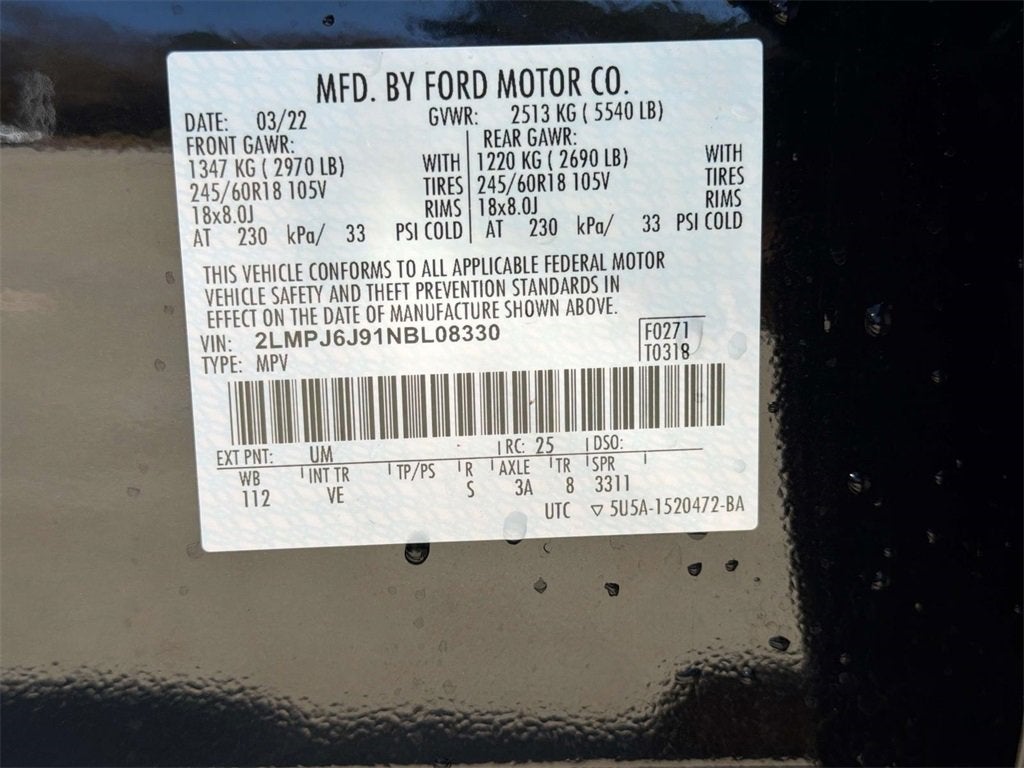 MFD. BY FORD MOTOR CO.
DATE: 03/22 GVWR: 2513 KG ( 5540 LB)
FRONT GAWR: REAR GAWR:
1347 KG ( 2970 LB) WITH 1220 KG ( 2690 LB) WITH
245/60R18 105V TIRES 245/60R18 105V TIRES
18x8.0J RIMS 18x8.0J RIMS
AT 230 kPa/ 33 PSI COLD AT 230 kPa/ 33 PSI COLD
THIS VEHICLE CONFORMS TO ALL APPLICABLE FEDERAL MOTOR
VEHICLE SAFETY AND THEFT PREVENTION STANDARDS IN
EFFECT ON THE DATE OF MANUFACTURE SHOWN ABOVE.
VIN: 2LMPJ6J91NBL08330 F0271
TYPE: MPV T0318
EXT PNT: UM RC: 25 DSO:
WB INT TR TP/PS R AXLE TR SPR
112 VE S 3A 8 3311
UTC ▽ 5U5A-1520472-BA